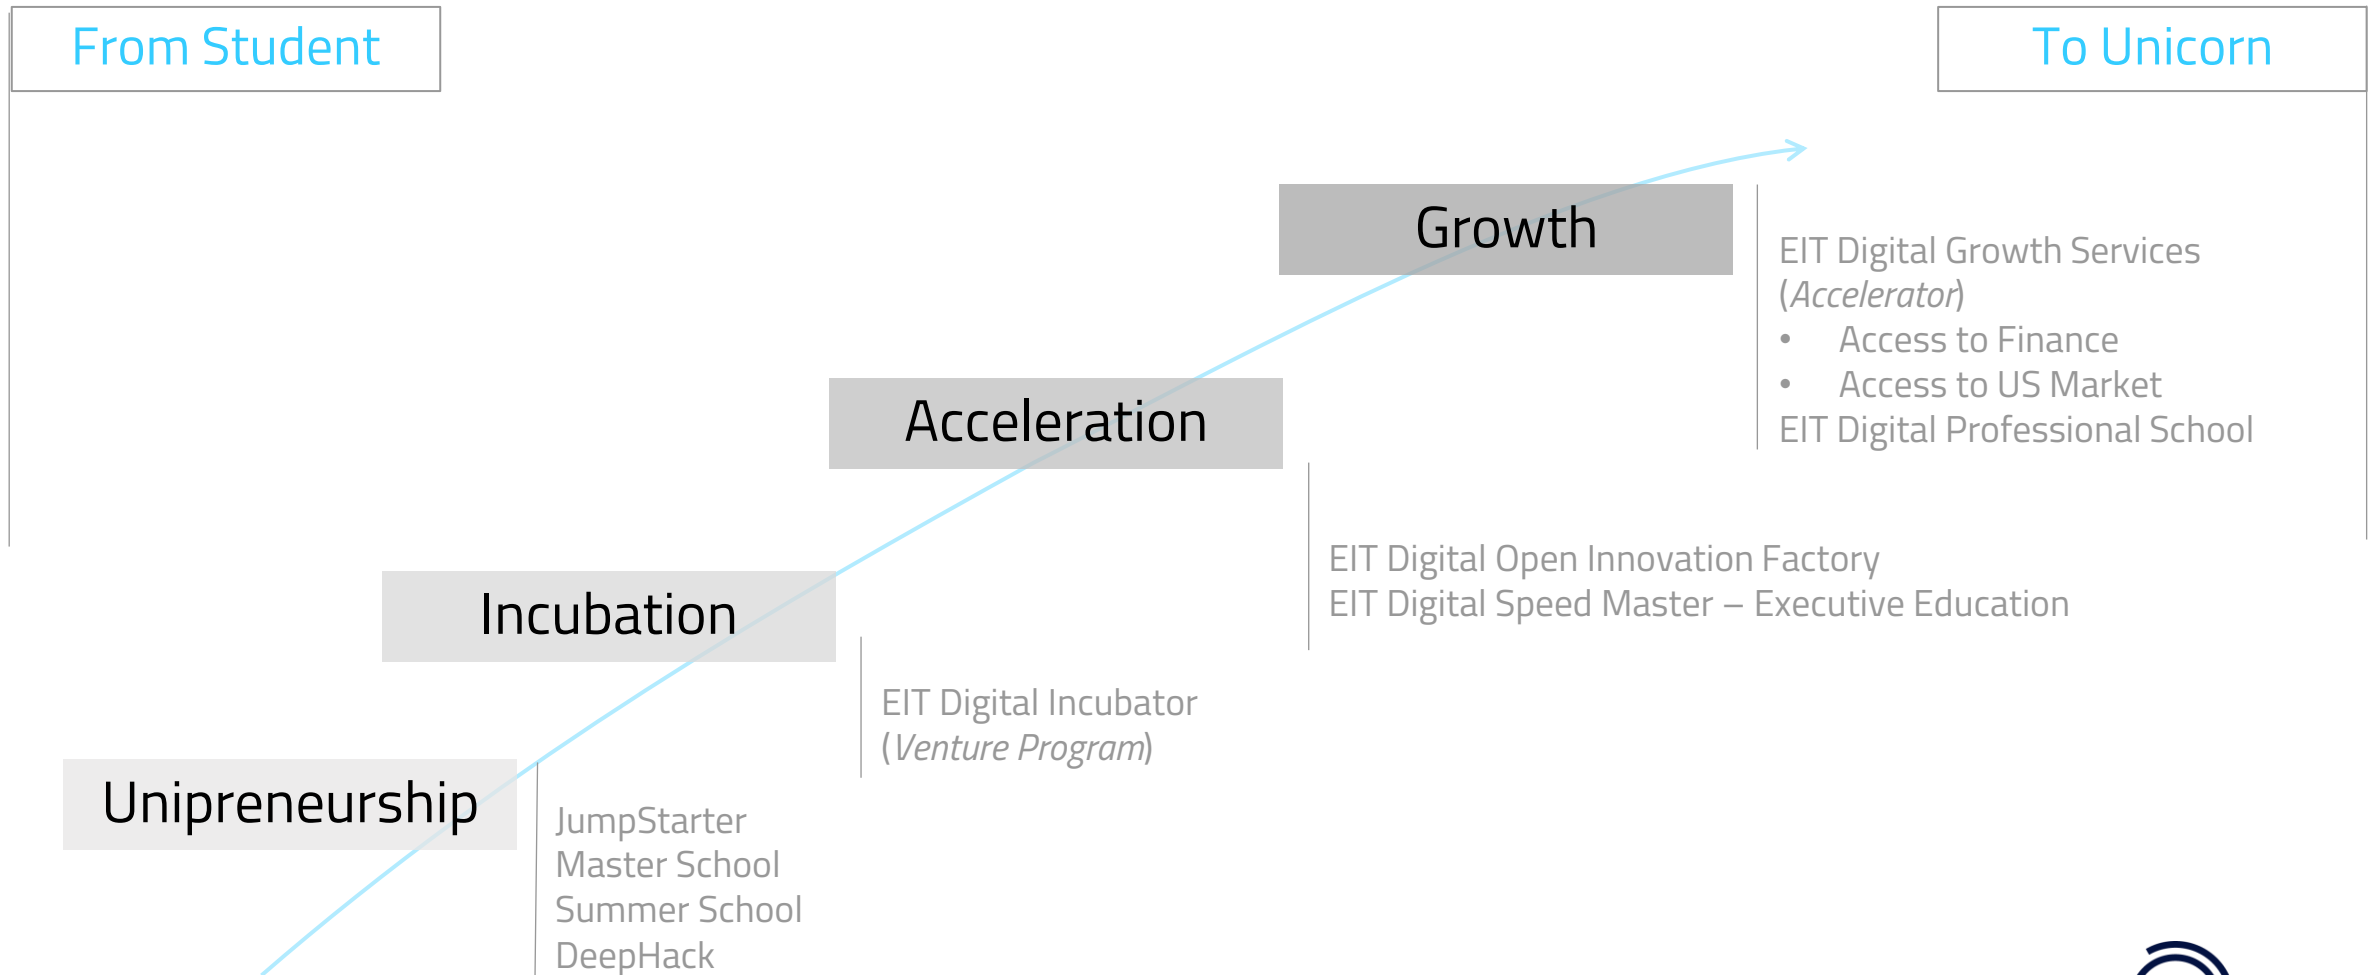 From Student
To Unicorn
Growth
EIT Digital Growth Services
(Accelerator)
• Access to Finance
• Access to US Market
EIT Digital Professional School
Acceleration
EIT Digital Open Innovation Factory
EIT Digital Speed Master – Executive Education
Incubation
EIT Digital Incubator
(Venture Program)
Unipreneurship
JumpStarter
Master School
Summer School
DeepHack